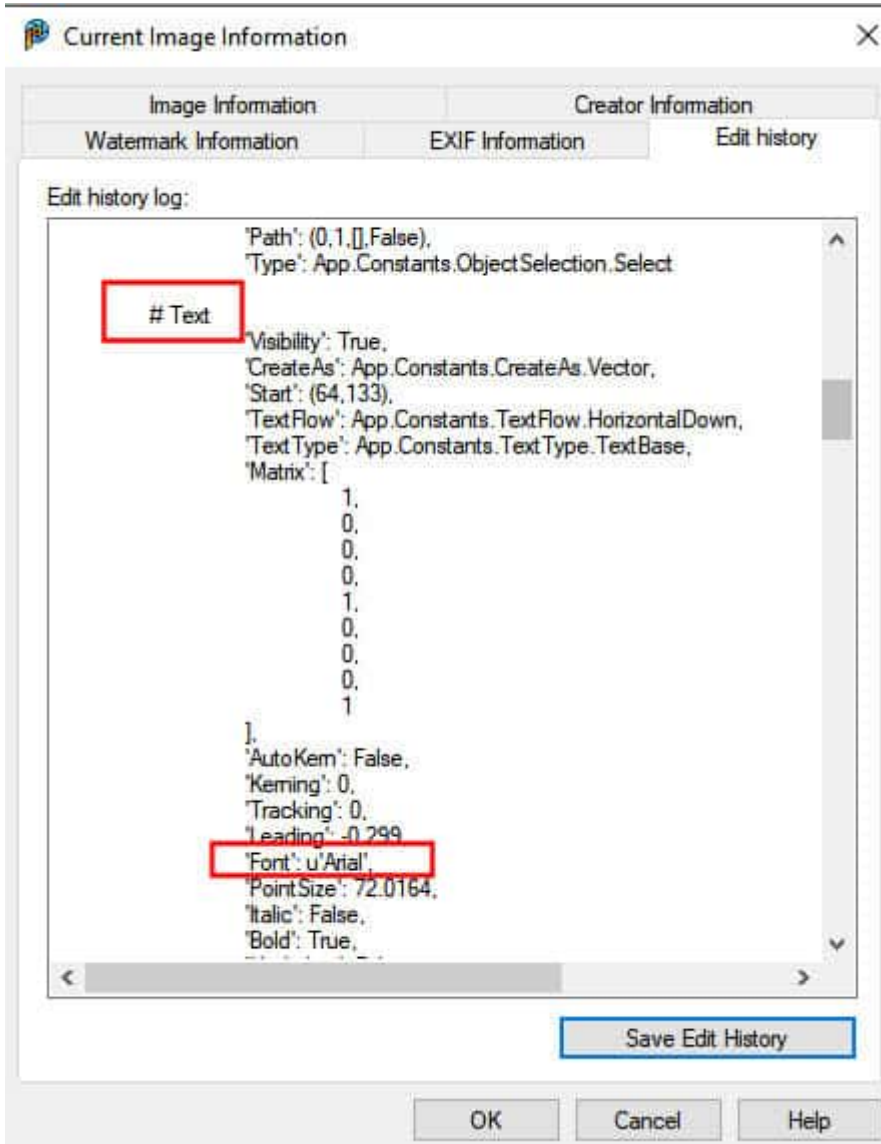 Current Image Information
Image Information
Creator Information
Watermark Information
EXIF Information
Edit history
Edit history log:
'Path': (0,1,[],False),
'Type': App.Constants.ObjectSelection.Select
# Text
'Visibility': True,
'CreateAs': App.Constants.CreateAs.Vector,
'Start': (64,133),
'TextFlow': App.Constants.TextFlow.HorizontalDown,
'TextType': App.Constants.TextType.TextBase,
'Matrix': [
1,
0,
0,
0,
1,
0,
0,
0,
1
],
'AutoKern': False,
'Kerning': 0,
'Tracking': 0,
'Leading': -0.299
'Font': u'Arial',
'PointSize': 72.0164,
'Italic': False,
'Bold': True,
Save Edit History
OK
Cancel
Help